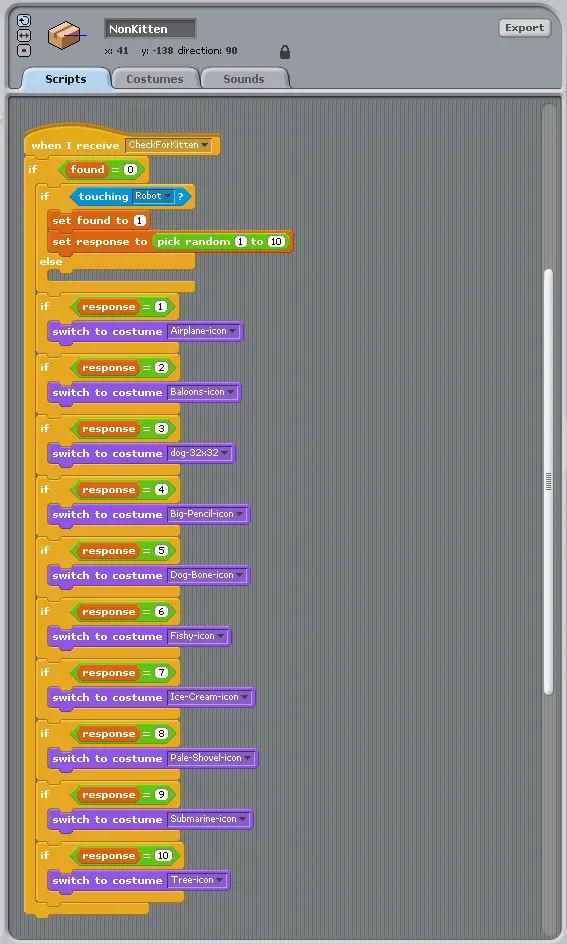 NonKitten
Export
x: 41 y: -138 direction: 90
Scripts Costumes Sounds
when I receive CheckForKitten
if found = 0
if touching Robot ?
set found to 1
set response to pick random 1 to 10
else
if response = 1
switch to costume Airplane-icon
if response = 2
switch to costume Baloons-icon
if response = 3
switch to costume dog-32x32
if response = 4
switch to costume Big-Pencil-icon
if response = 5
switch to costume Dog-Bone-icon
if response = 6
switch to costume Fishy-icon
if response = 7
switch to costume Ice-Cream-icon
if response = 8
switch to costume Pale-Shovel-icon
if response = 9
switch to costume Submarine-icon
if response = 10
switch to costume Tree-icon